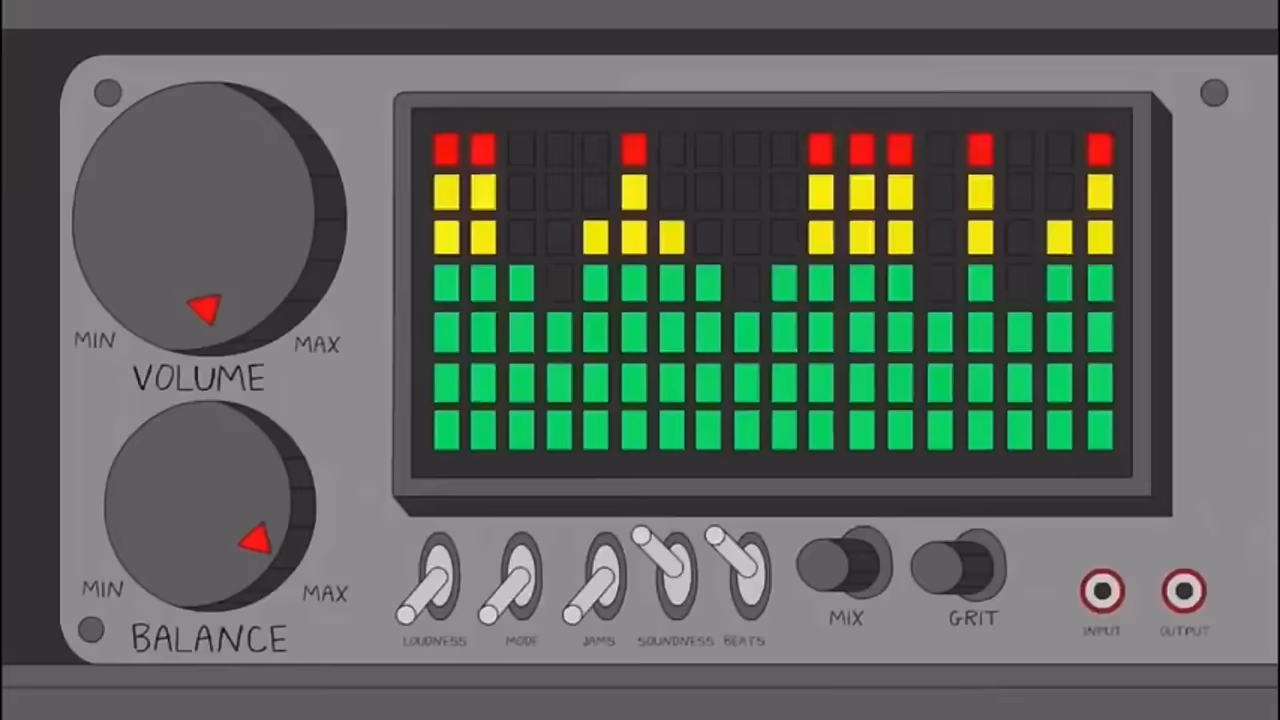 MIN MAX
VOLUME
MIN MAX
BALANCE
LOUDNESS MODE JAMS SOUNDNESS BEATS
MIX GRIT
INPUT OUTPUT